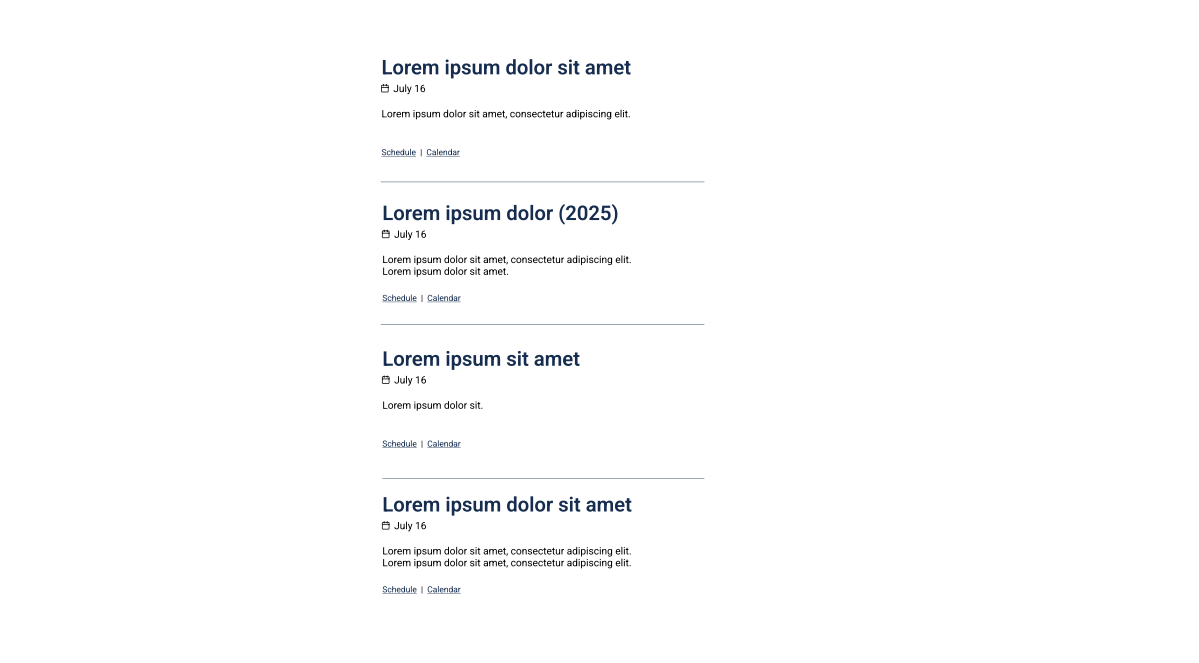 Lorem ipsum dolor sit amet
July 16
Lorem ipsum dolor sit amet, consectetur adipiscing elit.
Schedule | Calendar
Lorem ipsum dolor (2025)
July 16
Lorem ipsum dolor sit amet, consectetur adipiscing elit.
Lorem ipsum dolor sit amet.
Schedule | Calendar
Lorem ipsum sit amet
July 16
Lorem ipsum dolor sit.
Schedule | Calendar
Lorem ipsum dolor sit amet
July 16
Lorem ipsum dolor sit amet, consectetur adipiscing elit.
Lorem ipsum dolor sit amet, consectetur adipiscing elit.
Schedule | Calendar